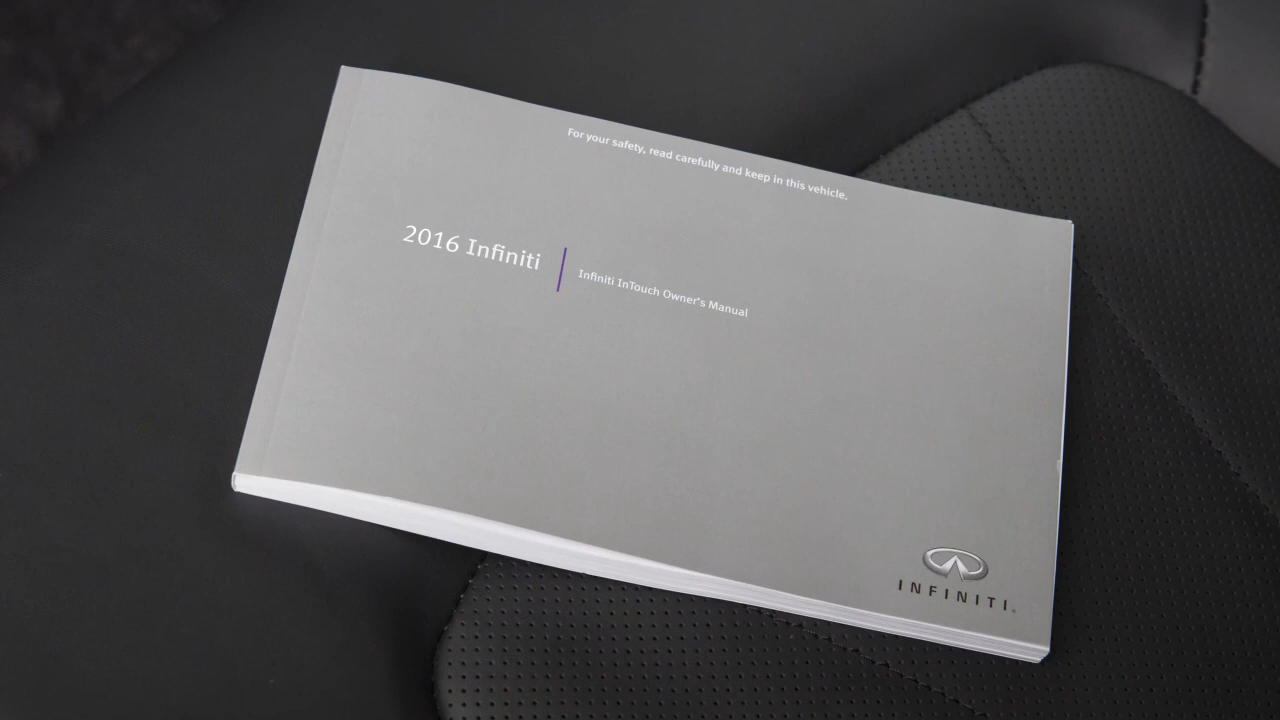 For your safety, read carefully and keep in this vehicle.
2016 Infiniti
Infiniti InTouch Owner's Manual
INFINITI®